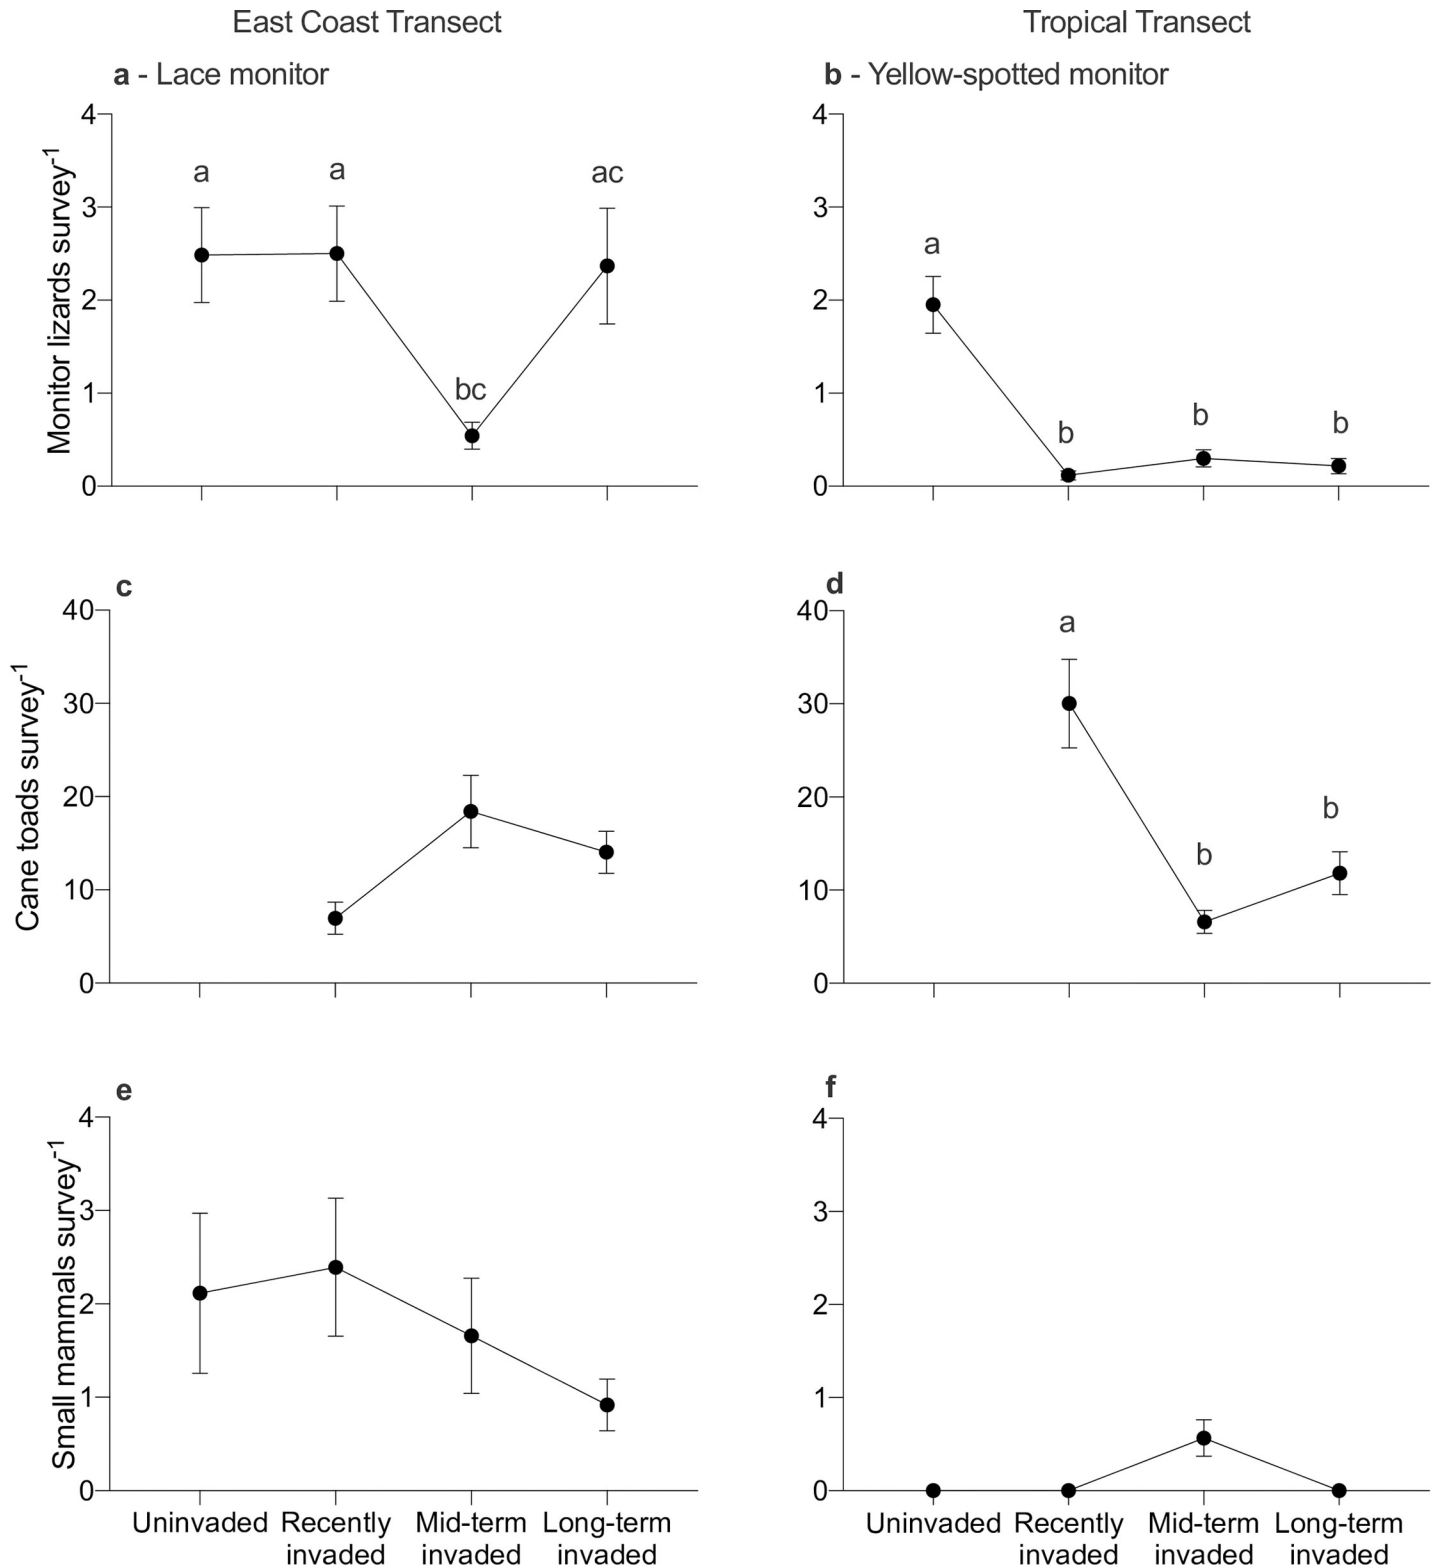 East Coast Transect
Tropical Transect
a - Lace monitor
b - Yellow-spotted monitor
Monitor lizards survey-1
4
3
2
1
0
a
a
bc
ac
4
3
2
1
0
a
b
b
b
c
Cane toads survey-1
40
30
20
10
0
d
40
30
20
10
0
a
b
b
e
Small mammals survey-1
4
3
2
1
0
f
4
3
2
1
0
Uninvaded
Recently
invaded
Mid-term
invaded
Long-term
invaded
Uninvaded
Recently
invaded
Mid-term
invaded
Long-term
invaded